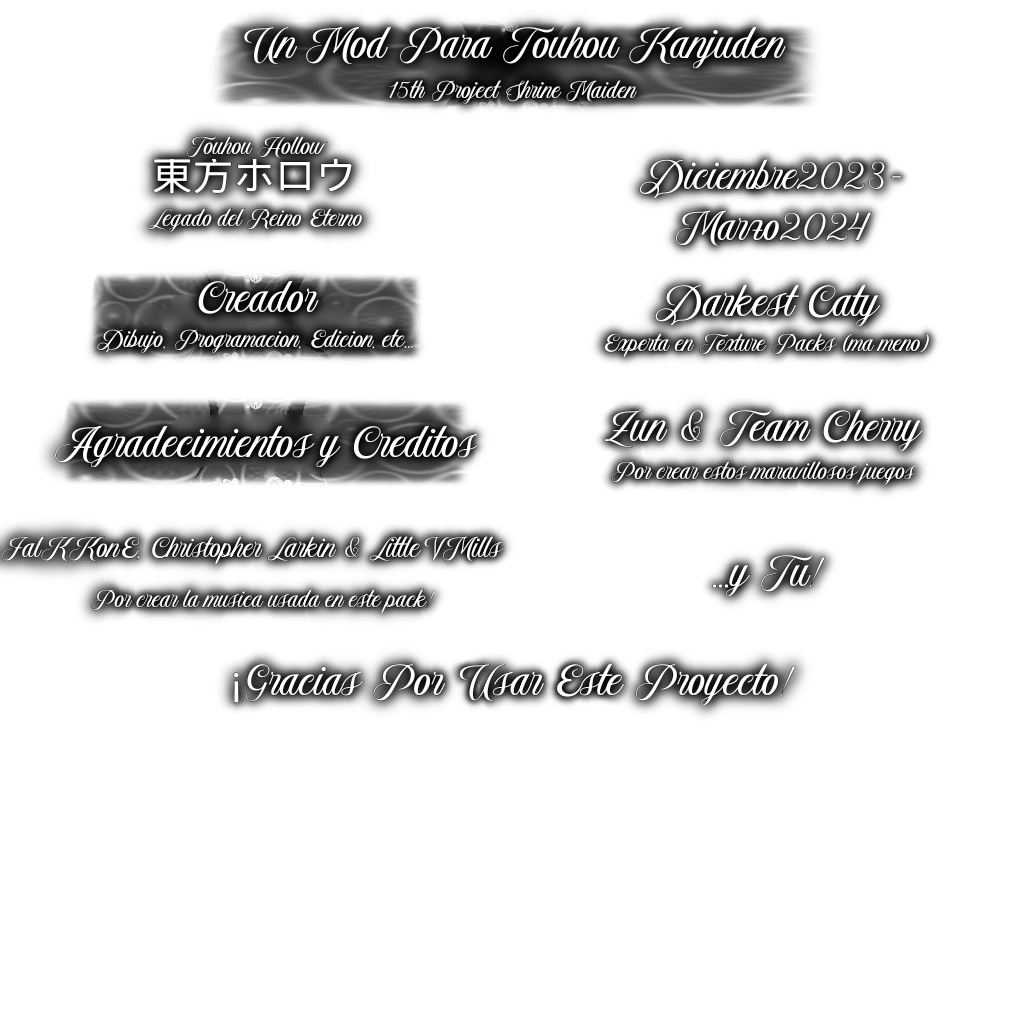 Un Mod Para Touhou Kanjuden
15th Project Shrine Maiden
Touhou Hollow
東方ホロウ
Legado del Reino Eterno
Diciembre2023-
Marzo2024
Creador
Dibujo, Programacion, Edicion, etc...
Darkest Caty
Experta en Texture Packs (ma meno)
Agradecimientos y Creditos
Zun & Team Cherry
Por crear estos maravillosos juegos
FalKKonE, Christopher Larkin & LittleVMills
Por crear la musica usada en este pack!
...y Tu!
¡Gracias Por Usar Este Proyecto!